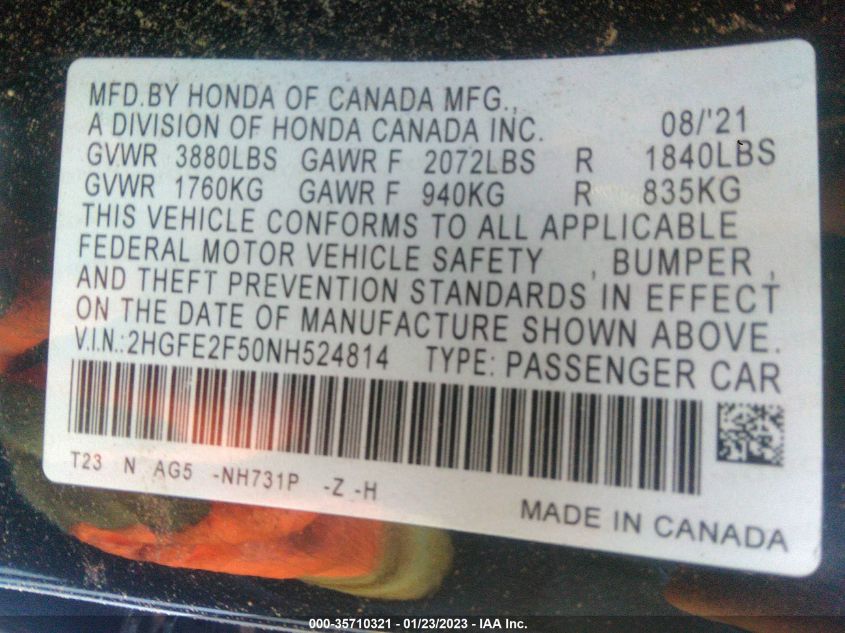 MFD.BY HONDA OF CANADA MFG.,
A DIVISION OF HONDA CANADA INC. 08/'21
GVWR 3880LBS GAWR F 2072LBS R 1840LBS
GVWR 1760KG GAWR F 940KG R 835KG
THIS VEHICLE CONFORMS TO ALL APPLICABLE
FEDERAL MOTOR VEHICLE SAFETY , BUMPER ,
AND THEFT PREVENTION STANDARDS IN EFFECT
ON THE DATE OF MANUFACTURE SHOWN ABOVE.
V.I.N.:2HGFE2F50NH524814 TYPE: PASSENGER CAR
T23 N AG5 -NH731P -Z -H
MADE IN CANADA
000-35710321 - 01/23/2023 - IAA Inc.